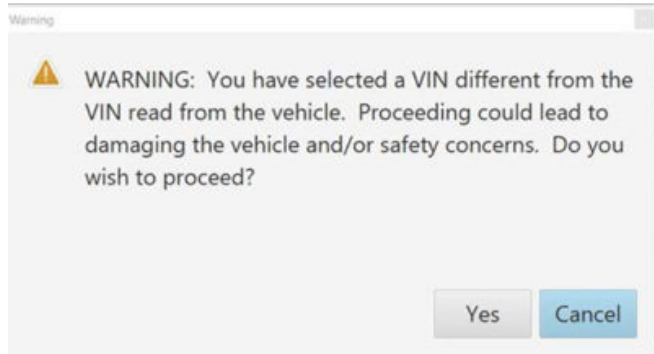 Warning
WARNING: You have selected a VIN different from the
VIN read from the vehicle. Proceeding could lead to
damaging the vehicle and/or safety concerns. Do you
wish to proceed?
Yes
Cancel